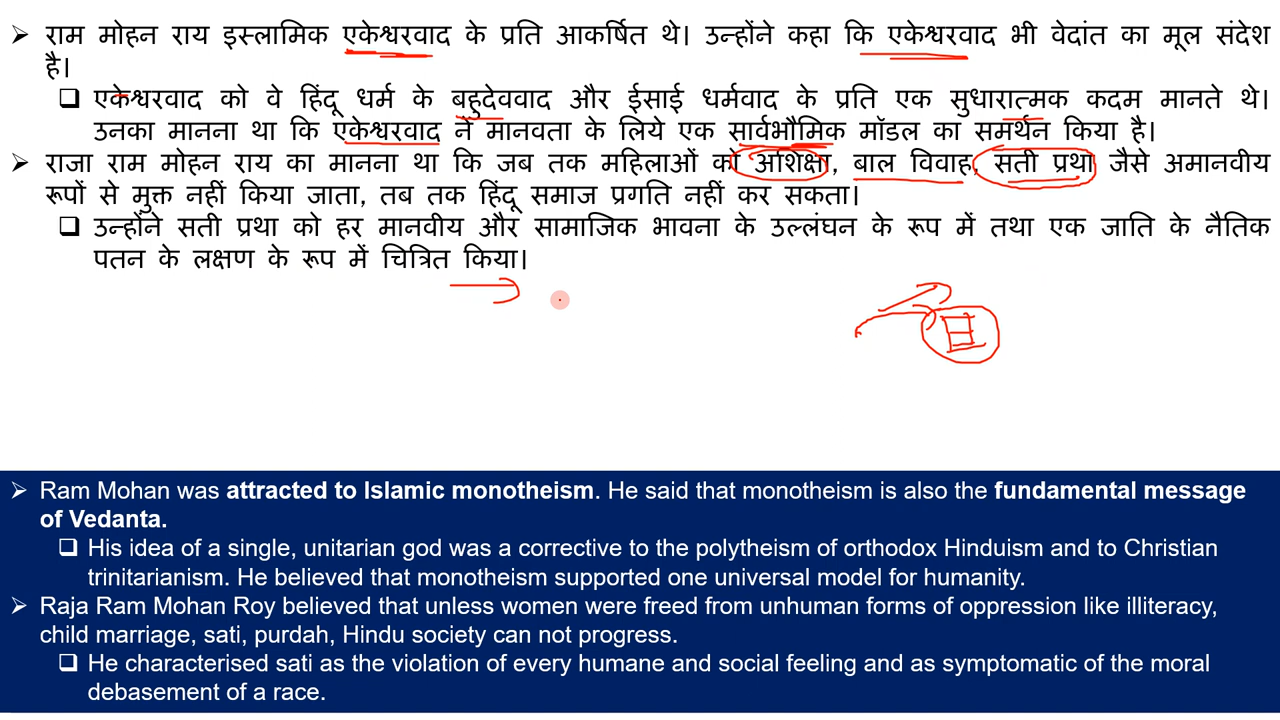 ➢ राम मोहन राय इस्लामिक एकेश्वरवाद के प्रति आकर्षित थे। उन्होंने कहा कि एकेश्वरवाद भी वेदांत का मूल संदेश
है।
❑ एकेश्वरवाद को वे हिंदू धर्म के बहुदेववाद और ईसाई धर्मवाद के प्रति एक सुधारात्मक कदम मानते थे।
उनका मानना था कि एकेश्वरवाद ने मानवता के लिये एक सार्वभौमिक मॉडल का समर्थन किया है।
➢ राजा राम मोहन राय का मानना था कि जब तक महिलाओं को अशिक्षा, बाल विवाह, सती प्रथा जैसे अमानवीय
रूपों से मुक्त नहीं किया जाता, तब तक हिंदू समाज प्रगति नहीं कर सकता।
❑ उन्होंने सती प्रथा को हर मानवीय और सामाजिक भावना के उल्लंघन के रूप में तथा एक जाति के नैतिक
पतन के लक्षण के रूप में चित्रित किया।
➢ Ram Mohan was attracted to Islamic monotheism. He said that monotheism is also the fundamental message
of Vedanta.
❑ His idea of a single, unitarian god was a corrective to the polytheism of orthodox Hinduism and to Christian
trinitarianism. He believed that monotheism supported one universal model for humanity.
➢ Raja Ram Mohan Roy believed that unless women were freed from unhuman forms of oppression like illiteracy,
child marriage, sati, purdah, Hindu society can not progress.
❑ He characterised sati as the violation of every humane and social feeling and as symptomatic of the moral
debasement of a race.